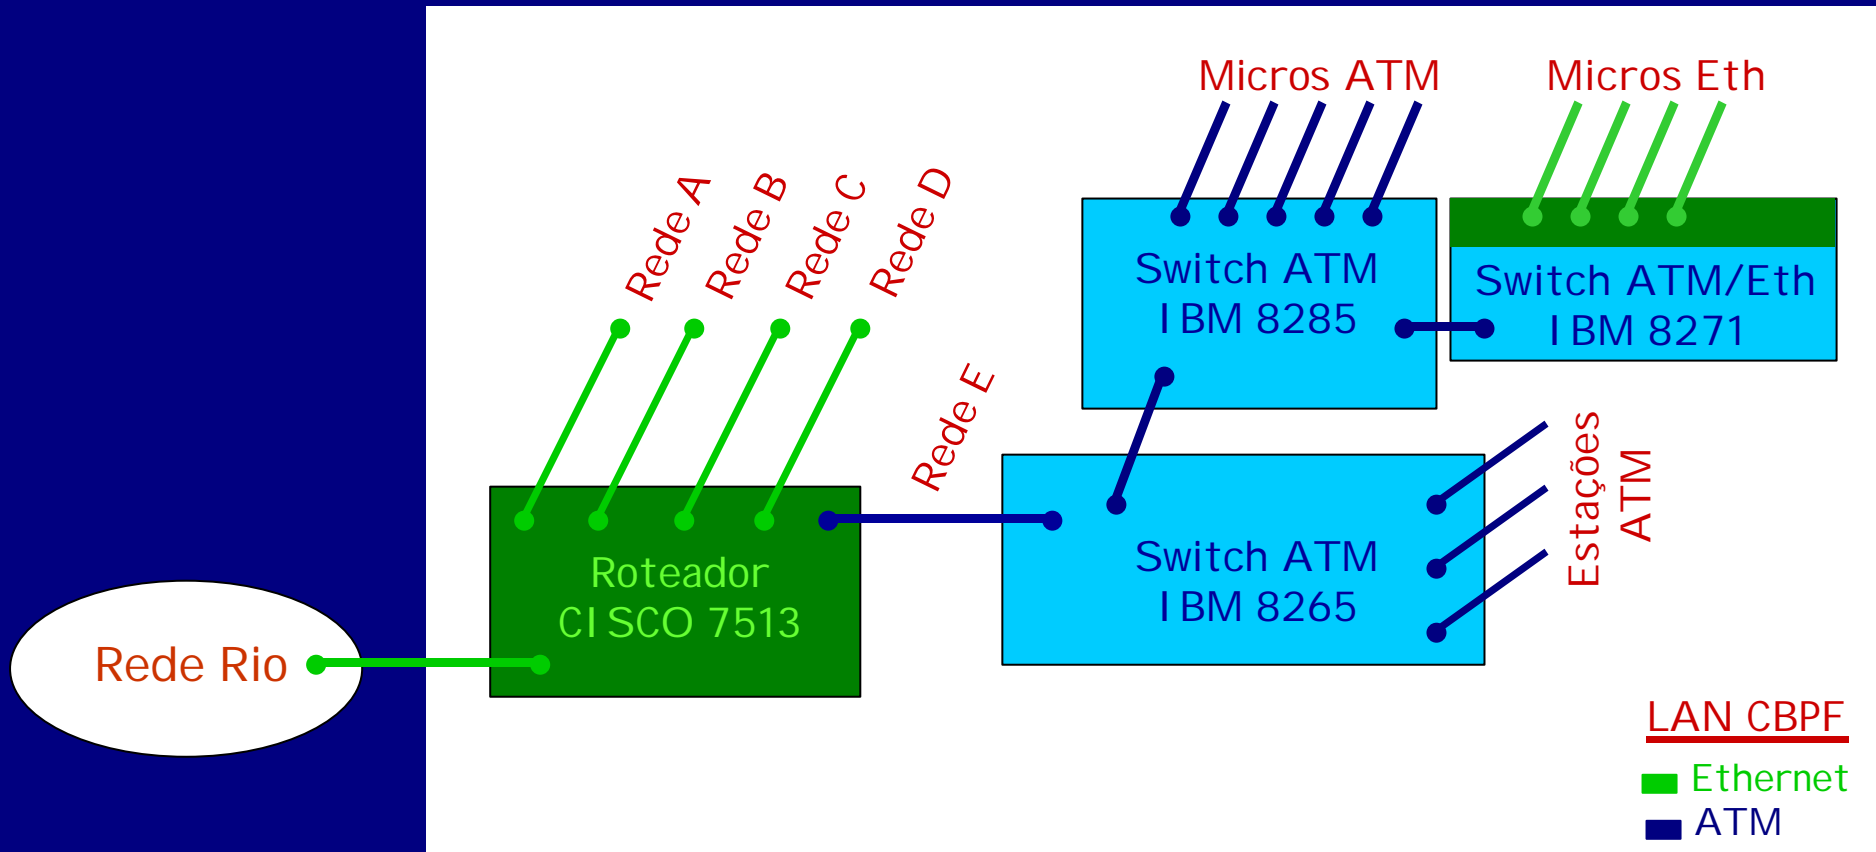 Micros ATM
Micros Eth
Rede A
Rede B
Rede C
Rede D
Switch ATM
IBM 8285
Switch ATM/Eth
IBM 8271
Rede E
Estações
ATM
Roteador
CISCO 7513
Switch ATM
IBM 8265
Rede Rio
LAN CBPF
Ethernet
ATM